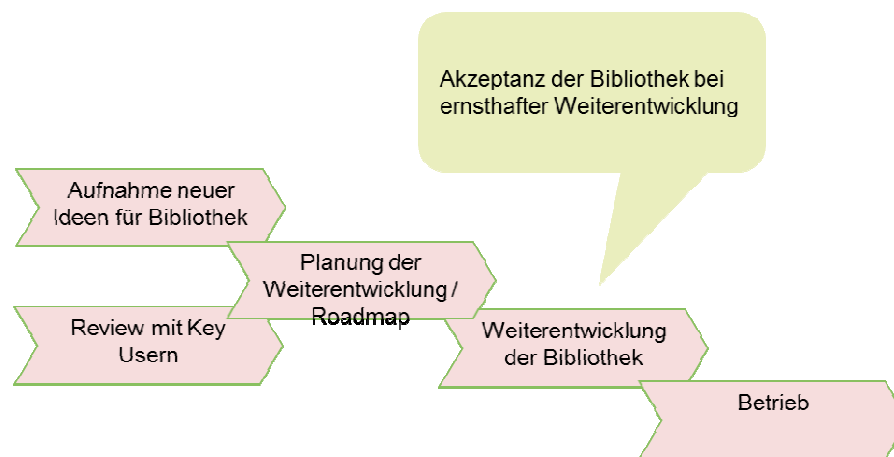 Akzeptanz der Bibliothek bei
ernsthafter Weiterentwicklung
Aufnahme neuer
Ideen für Bibliothek
Planung der
Weiterentwicklung /
Roadmap
Review mit Key
Usern
Weiterentwicklung
der Bibliothek
Betrieb